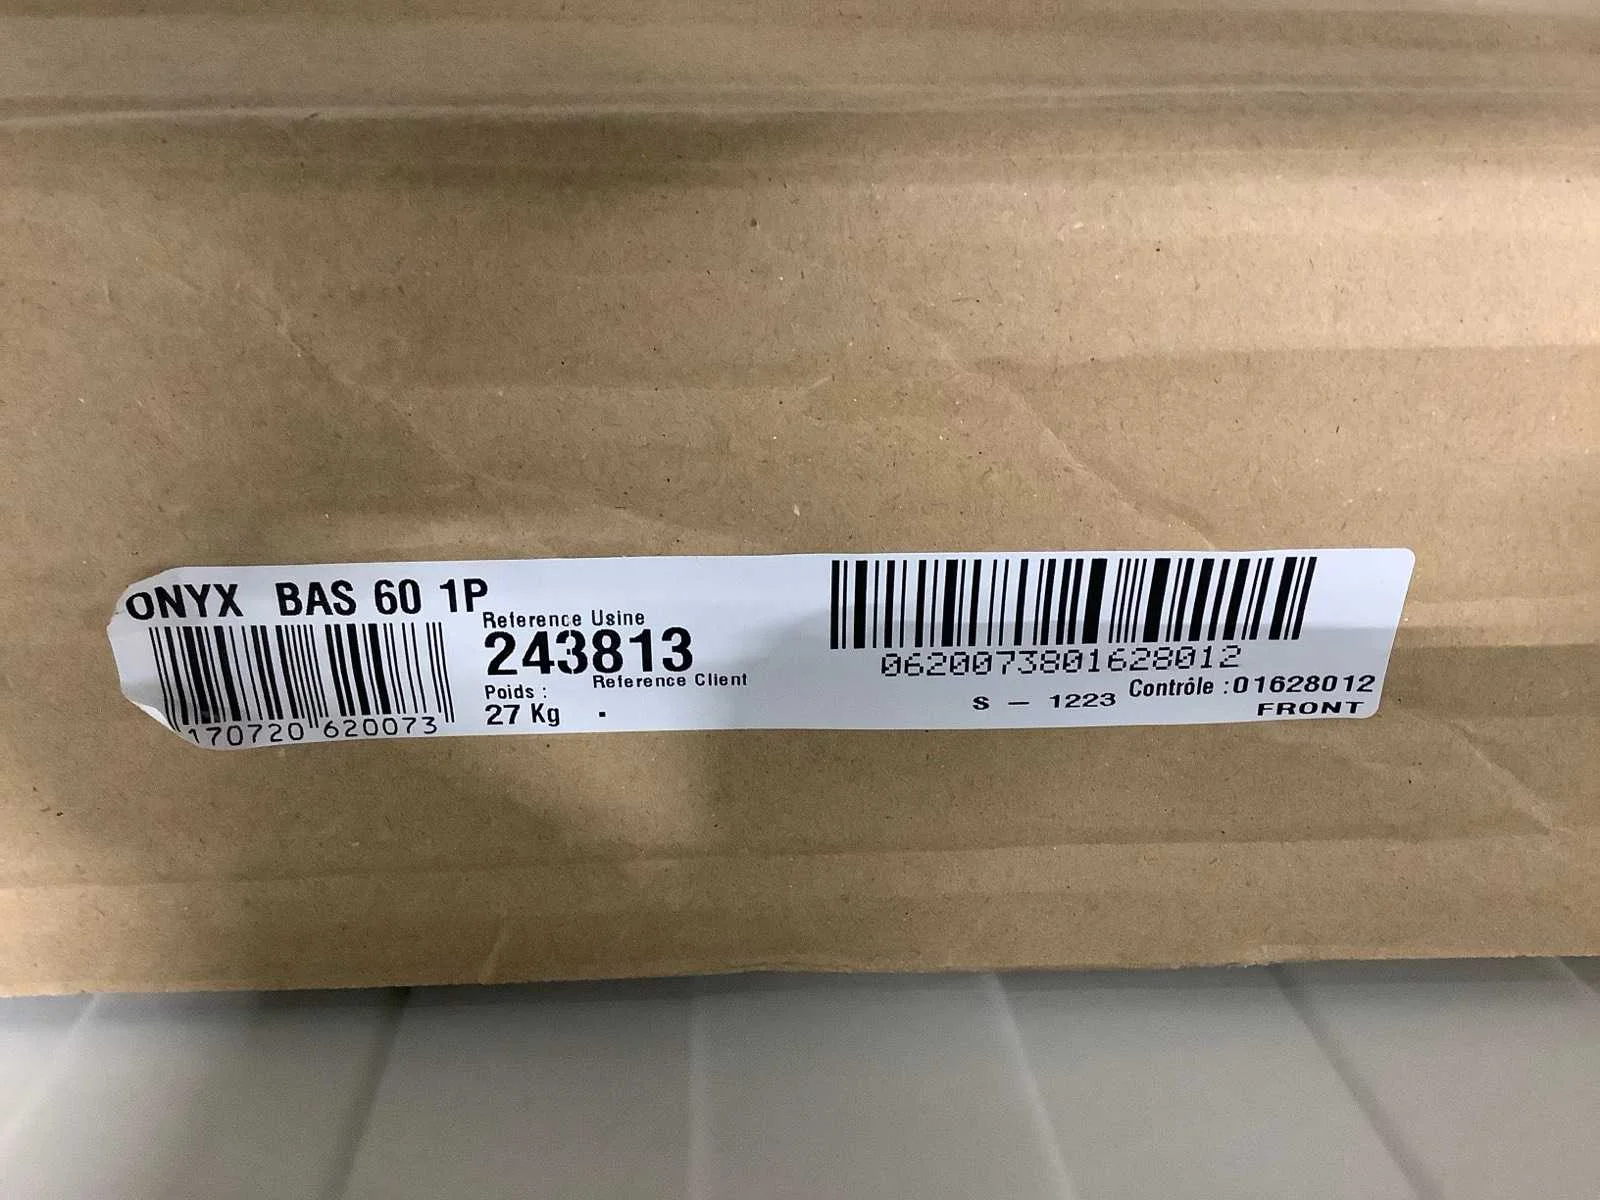 ONYX BAS 60 1P
170720 620073
Reference Usine
243813
Reference Client
Poids :
27 Kg .
0620073801628012
S - 1223 Contrôle :01628012
FRONT